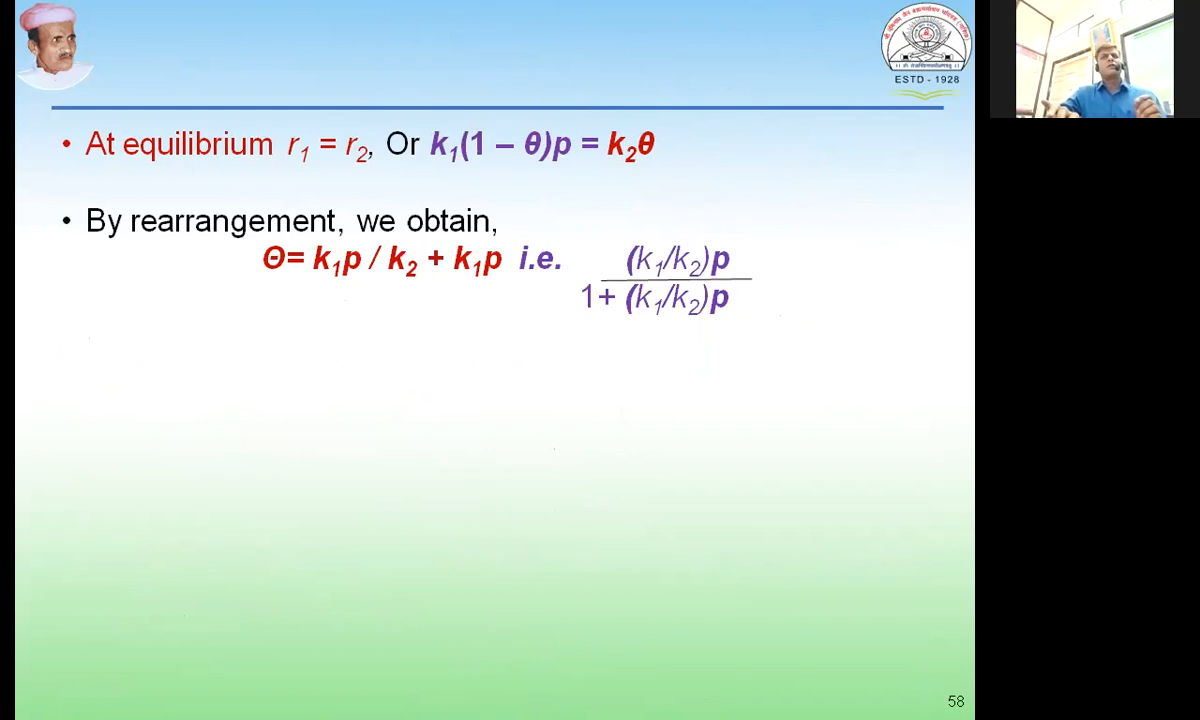 ESTD - 1928
• At equilibrium r₁ = r₂, Or k₁(1 – θ)p = k₂θ
• By rearrangement, we obtain,
Θ= k₁p / k₂ + k₁p i.e. (k₁/k₂)p
1+ (k₁/k₂)p
58